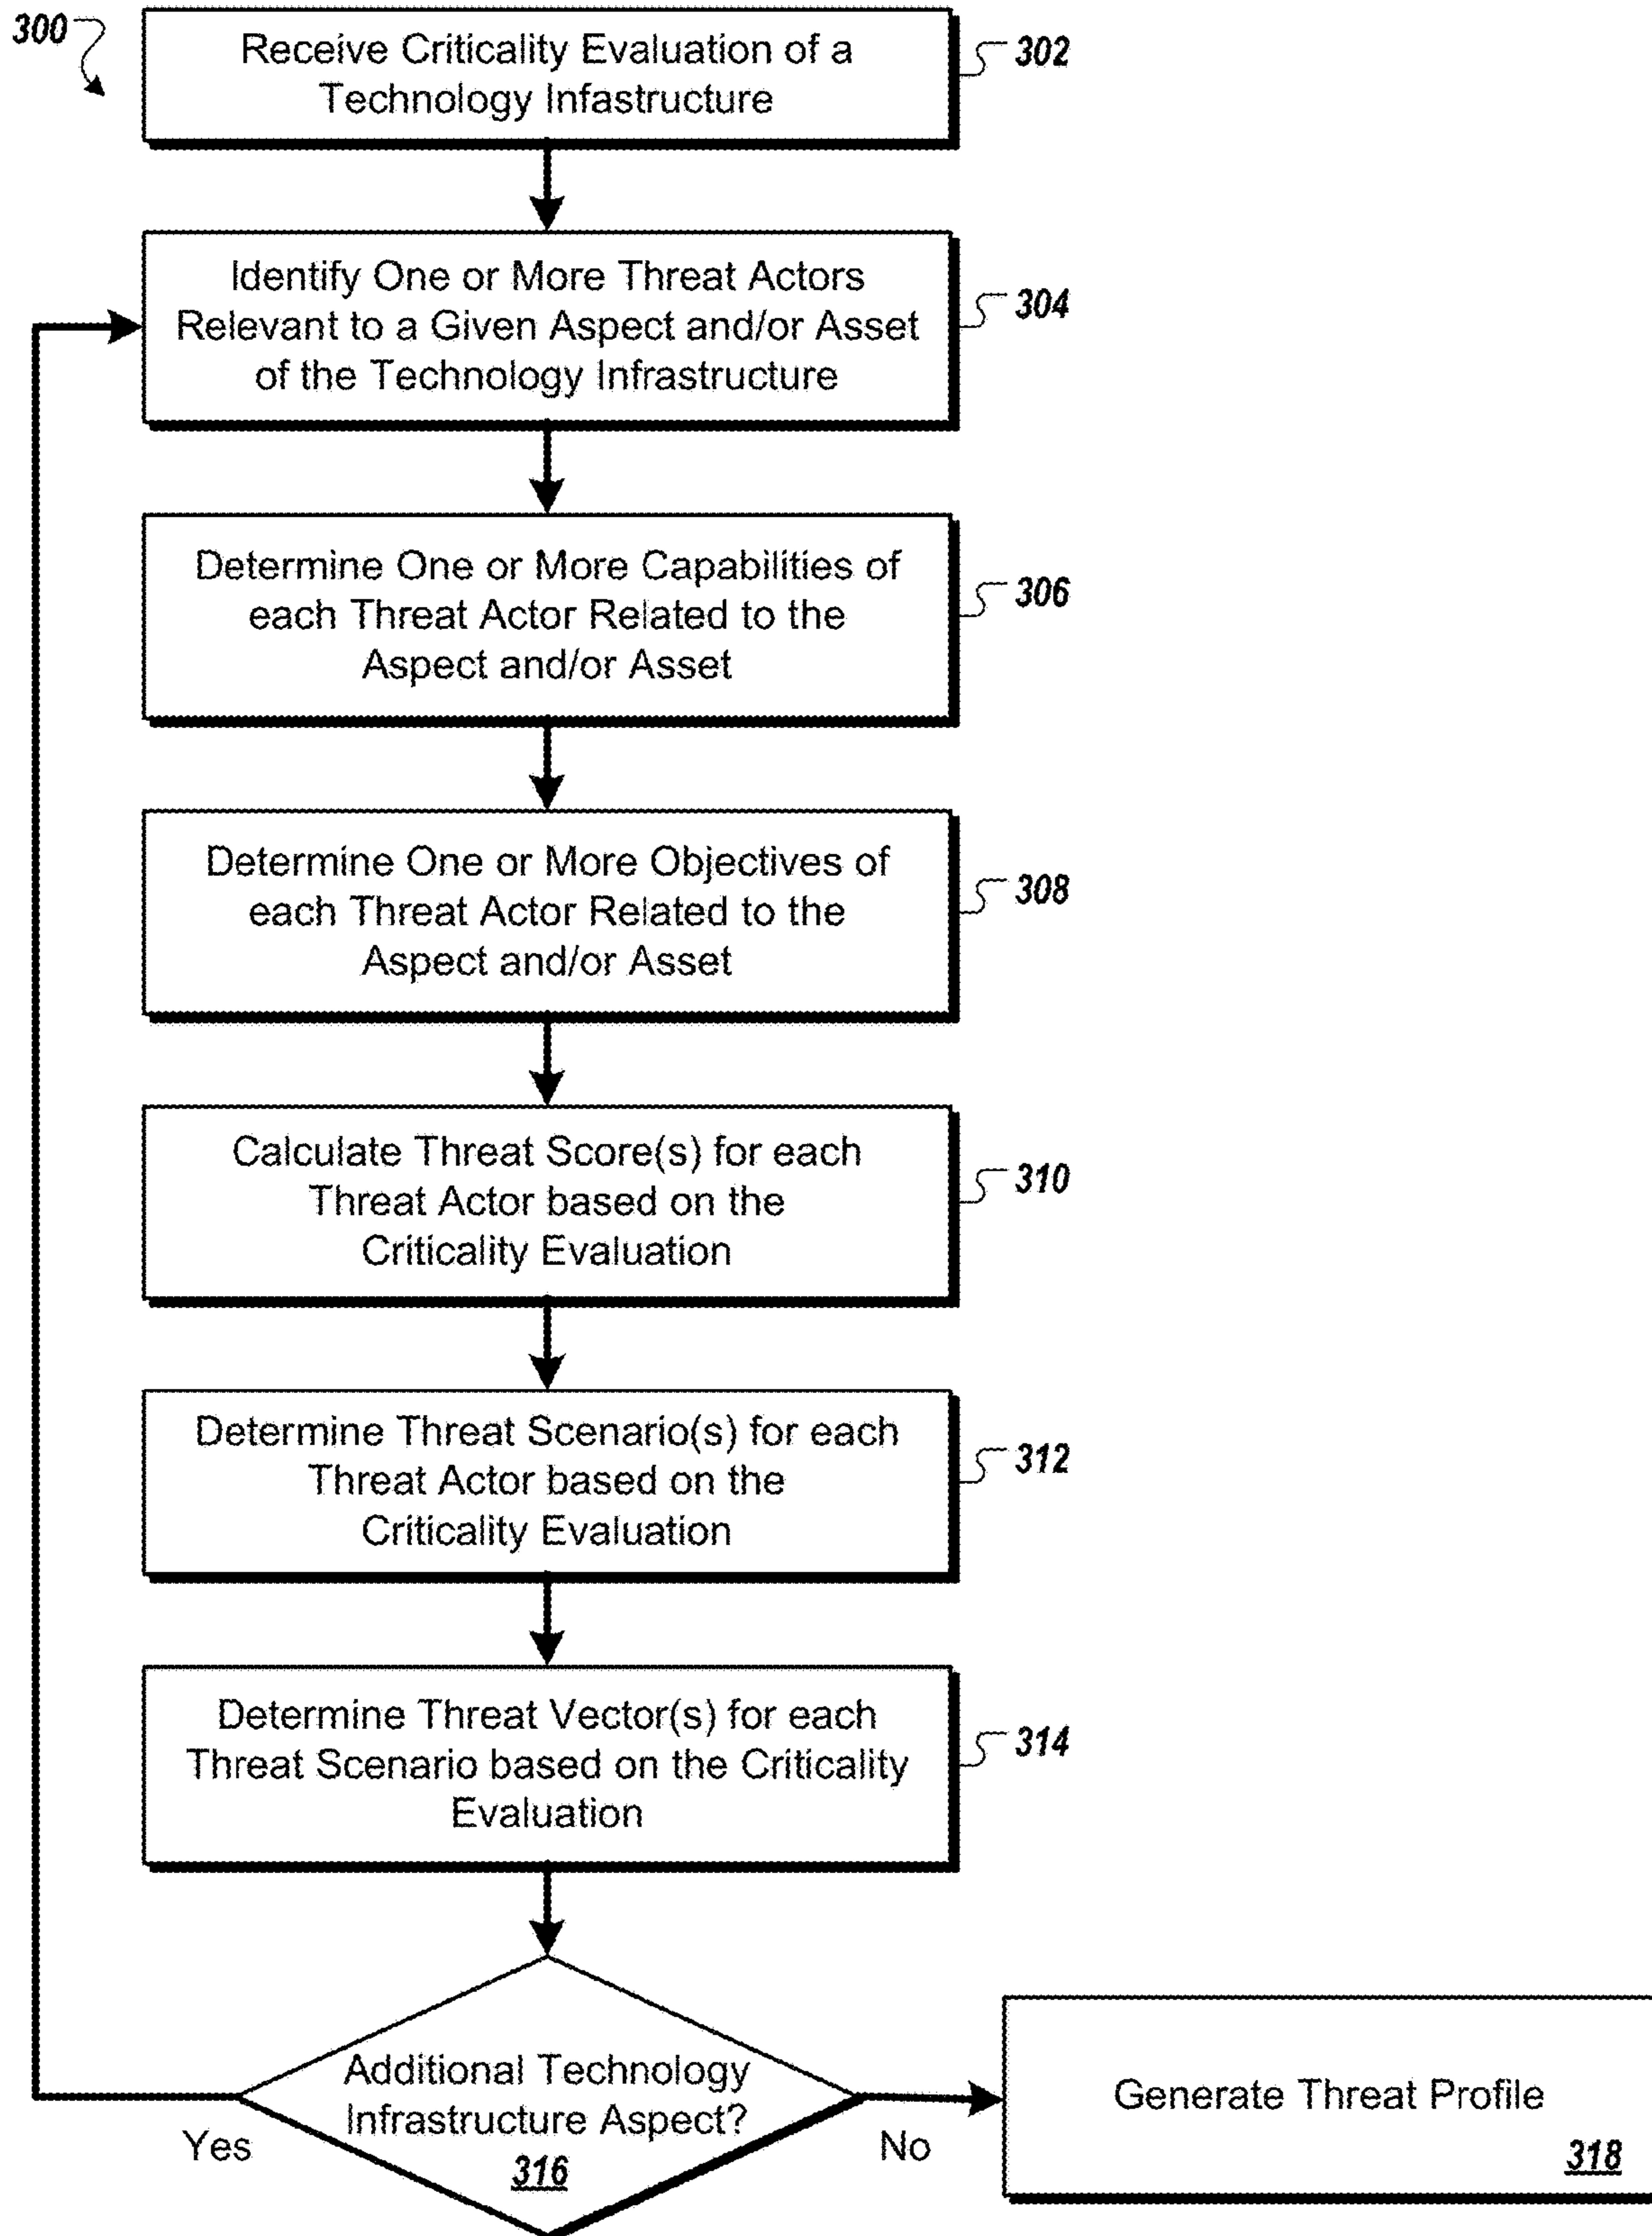 300
Receive Criticality Evaluation of a
Technology Infastructure
302
Identify One or More Threat Actors
Relevant to a Given Aspect and/or Asset
of the Technology Infrastructure
304
Determine One or More Capabilities of
each Threat Actor Related to the
Aspect and/or Asset
306
Determine One or More Objectives of
each Threat Actor Related to the
Aspect and/or Asset
308
Calculate Threat Score(s) for each
Threat Actor based on the
Criticality Evaluation
310
Determine Threat Scenario(s) for each
Threat Actor based on the
Criticality Evaluation
312
Determine Threat Vector(s) for each
Threat Scenario based on the Criticality
Evaluation
314
Additional Technology
Infrastructure Aspect?
316
Yes
No
Generate Threat Profile
318